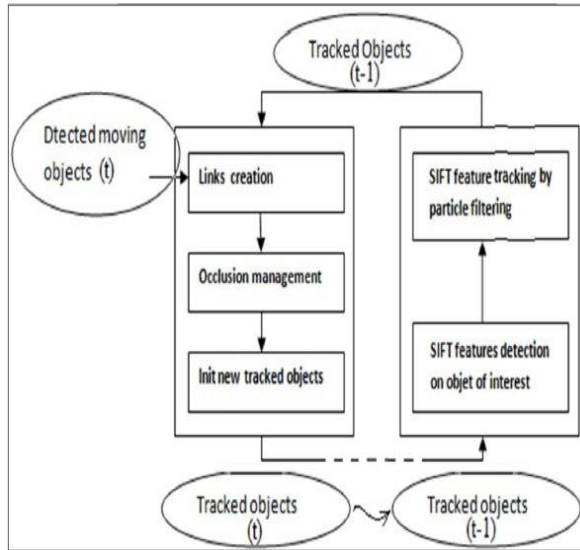 Tracked Objects
(t-1)
Dtected moving
objects (t)
Links creation
Occlusion management
Init new tracked objects
SIFT feature tracking by
particle filtering
SIFT features detection
on objet of interest
Tracked objects
(t)
Tracked objects
(t-1)